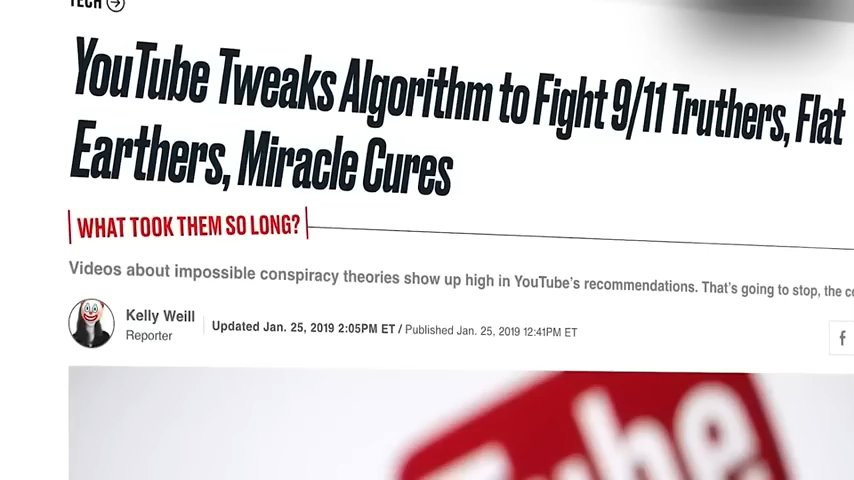 TECH
YouTube Tweaks Algorithm to Fight 9/11 Truthers, Flat
Earthers, Miracle Cures
WHAT TOOK THEM SO LONG?
Videos about impossible conspiracy theories show up high in YouTube's recommendations. That's going to stop, the
Kelly Weill
Reporter
Updated Jan. 25, 2019 2:05PM ET / Published Jan. 25, 2019 12:41PM ET
f
Tube